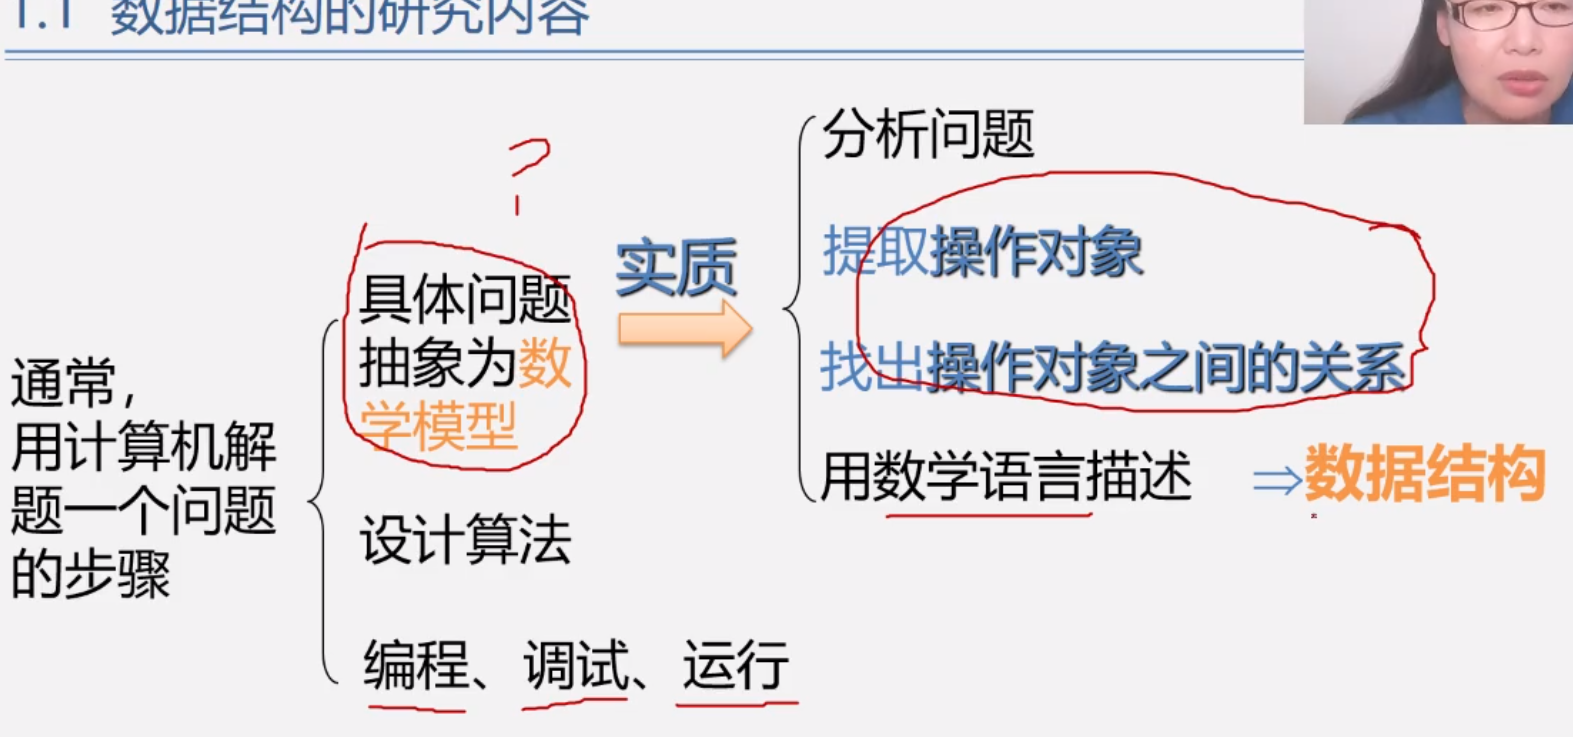 1.1 数据结构的研究内容
通常，
用计算机解
题一个问题
的步骤
具体问题
抽象为数
学模型
设计算法
编程、调试、运行
?
实质
分析问题
提取操作对象
找出操作对象之间的关系
用数学语言描述 ⇒数据结构